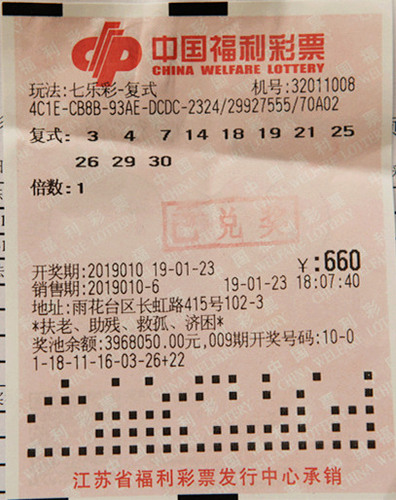 中国福利彩票
CHINA WELFARE LOTTERY
玩法:七乐彩-复式 机号:32011008
4C1E-CB8B-93AE-DCDC-2324/29927555/70A02
复式: 3 4 7 14 18 19 21 25
26 29 30
倍数:1
已兑奖
开奖期:2019010 19-01-23 ¥:660
销售期:2019010-6 19-01-23 18:07:40
地址:雨花台区长虹路415号102-3
*扶老、助残、救孤、济困*
奖池余额:3968050.00元,009期开奖号码:10-0
1-18-11-16-03-26+22
江苏省福利彩票发行中心承销